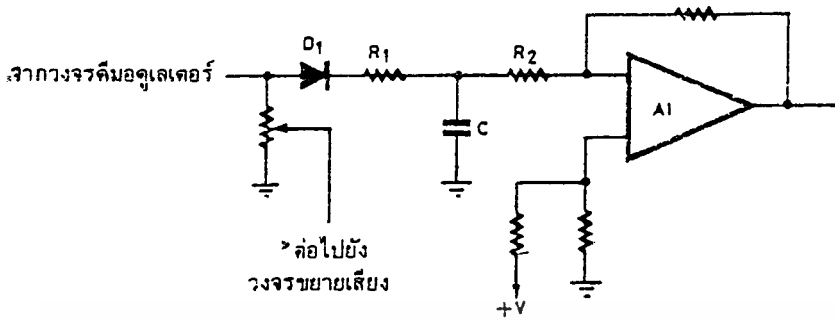 D1
R1
R2
จากวงจรดีมอดูเลเตอร์
A1
C
ต่อไปยัง
วงจรขยายเสียง
+V